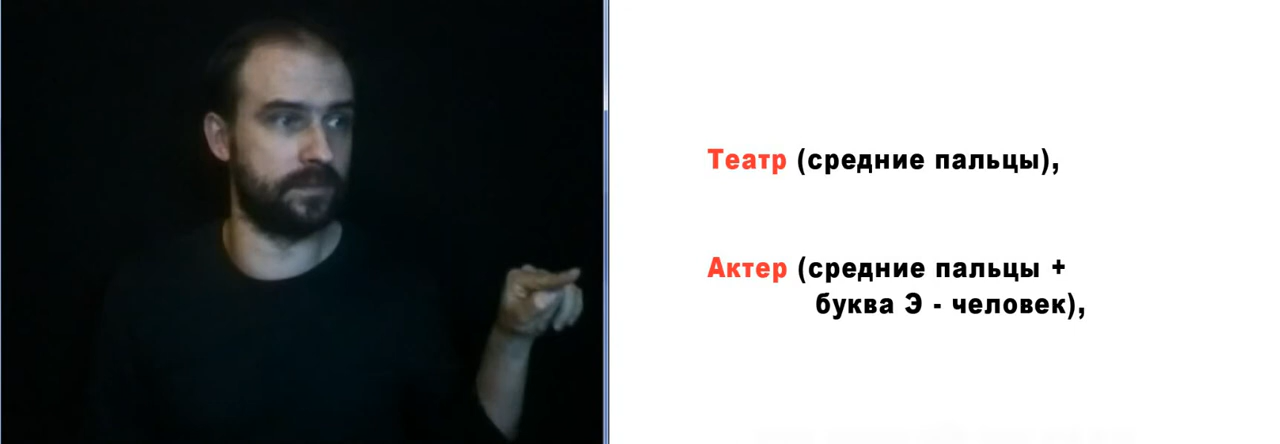 Театр (средние пальцы),
Актер (средние пальцы +
буква Э - человек),